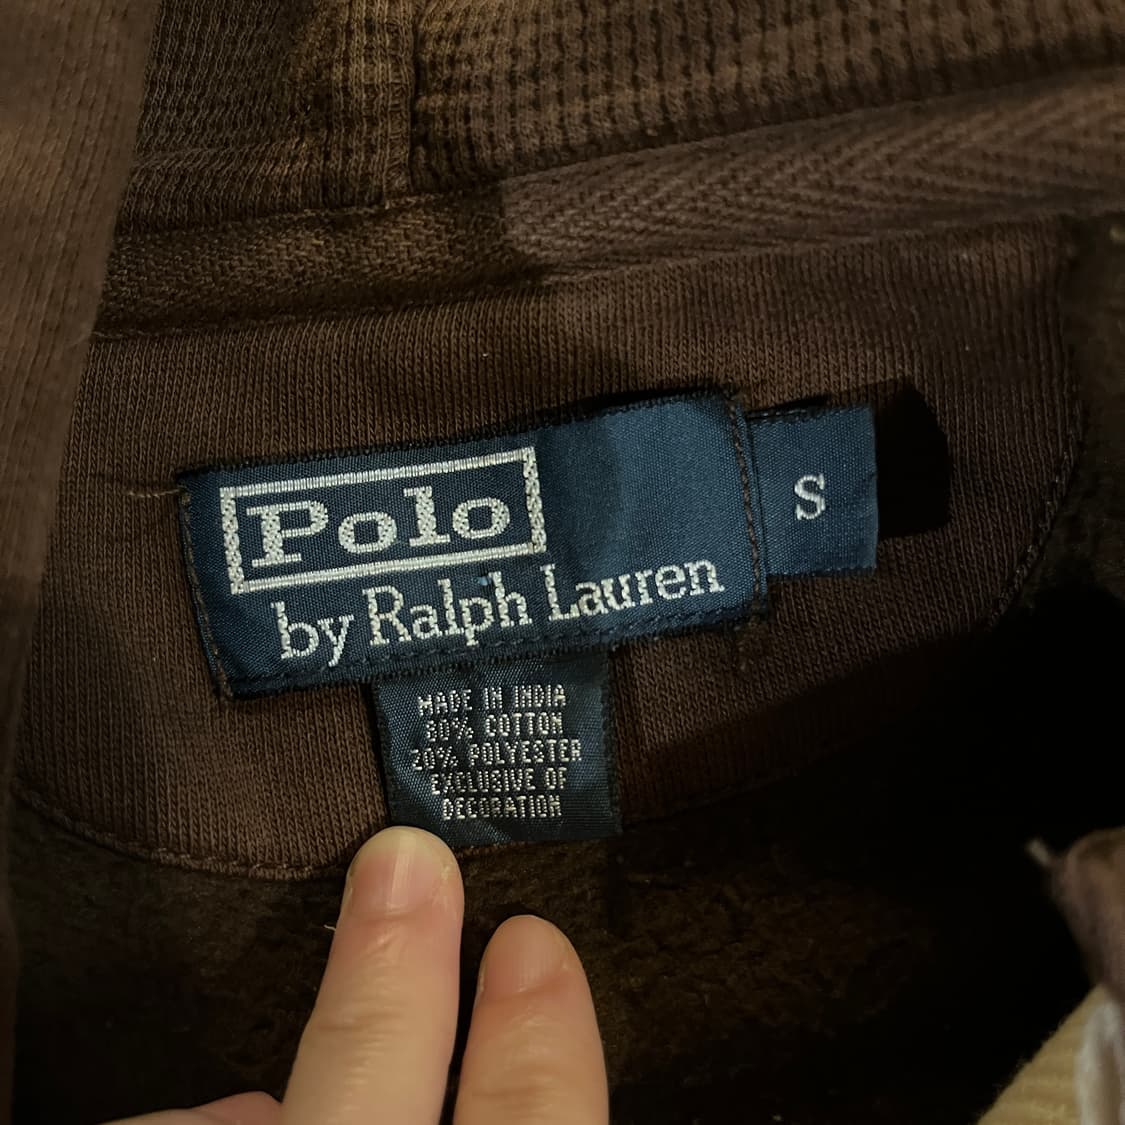 Polo
by Ralph Lauren
S
MADE IN INDIA
80% COTTON
20% POLYESTER
EXCLUSIVE OF
DECORATION